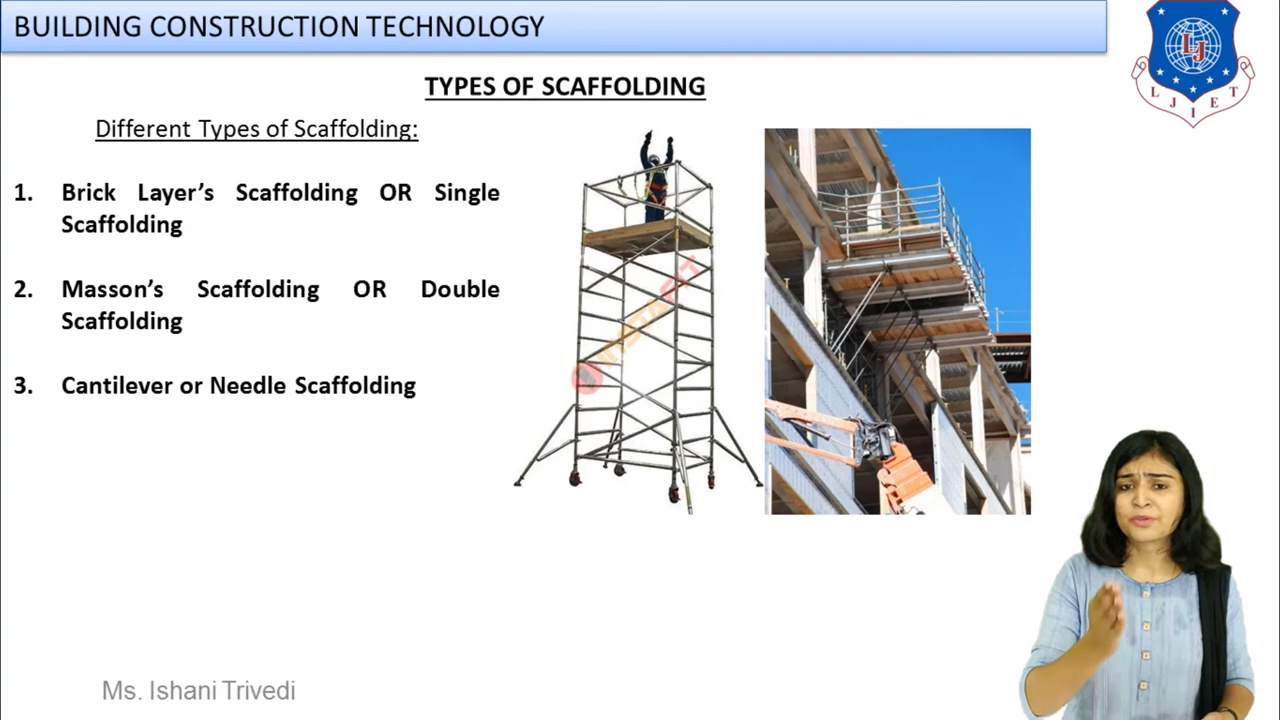 BUILDING CONSTRUCTION TECHNOLOGY
TYPES OF SCAFFOLDING
Different Types of Scaffolding:
1. Brick Layer’s Scaffolding OR Single
Scaffolding
2. Masson’s Scaffolding OR Double
Scaffolding
3. Cantilever or Needle Scaffolding
Ms. Ishani Trivedi
LJ
L J I E T